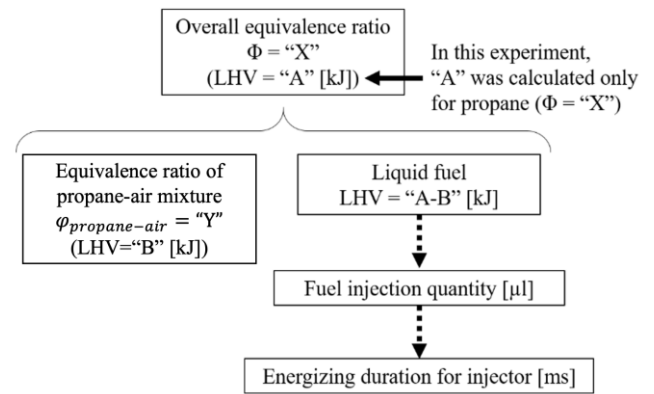 Overall equivalence ratio
Φ = “X”
(LHV = “A” [kJ])
In this experiment,
“A” was calculated only
for propane (Φ = “X”)
Equivalence ratio of
propane-air mixture
φpropane−air = “Y”
(LHV=“B” [kJ])
Liquid fuel
LHV = “A-B” [kJ]
Fuel injection quantity [µl]
Energizing duration for injector [ms]